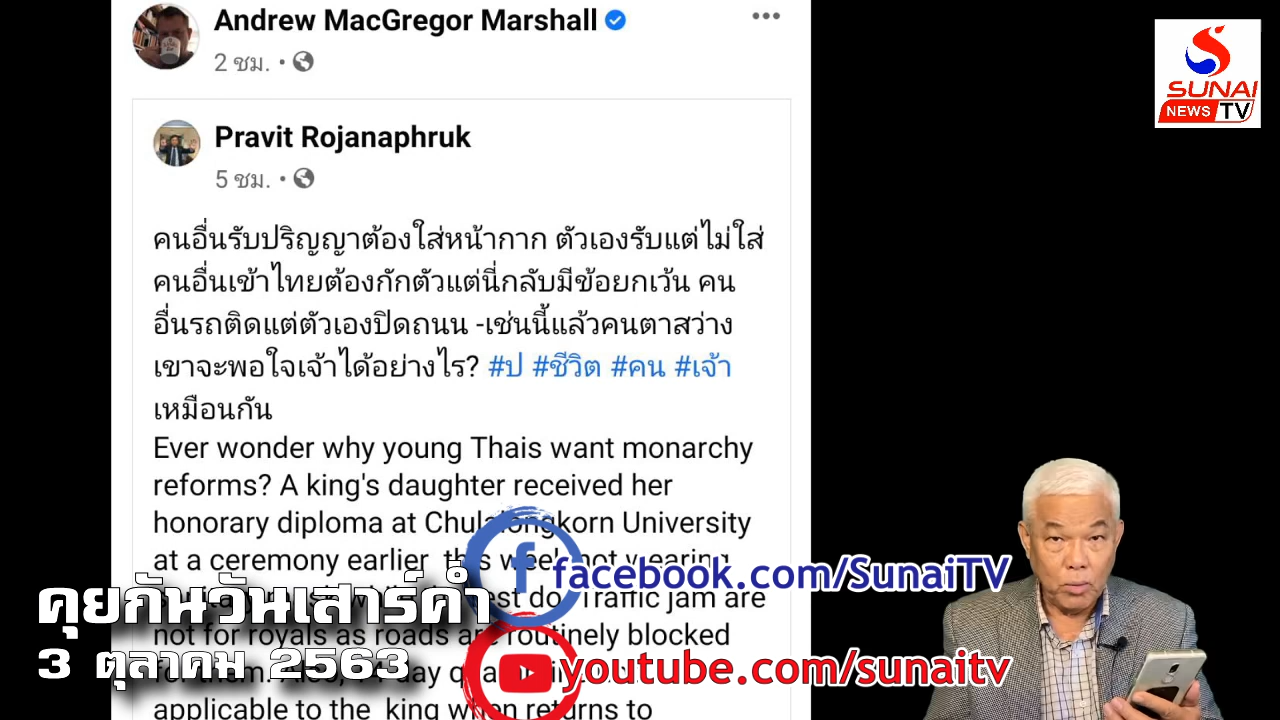 Andrew MacGregor Marshall
2 ชม. •
Pravit Rojanaphruk
5 ชม. •
คนอื่นรับปริญญาต้องใส่หน้ากาก ตัวเองรับแต่ไม่ใส่
คนอื่นเข้าไทยต้องกักตัวแต่นี่กลับมีข้อยกเว้น คน
อื่นรถติดแต่ตัวเองปิดถนน -เช่นนี้แล้วคนตาสว่าง
เขาจะพอใจเจ้าได้อย่างไร? #ป #ชีวิต #คน #เจ้า
เหมือนกัน
Ever wonder why young Thais want monarchy
reforms? A king's daughter received her
honorary diploma at Chulalongkorn University
at a ceremony earlier this week not wearing
est do. Traffic jam are
not for royals as roads are routinely blocked
for them. day
applicable to the king when returns to
SUNAI
NEWS TV
facebook.com/SunaiTV
youtube.com/sunaitv
คุยกันวันเสาร์ค่ำ
3 ตุลาคม 2563